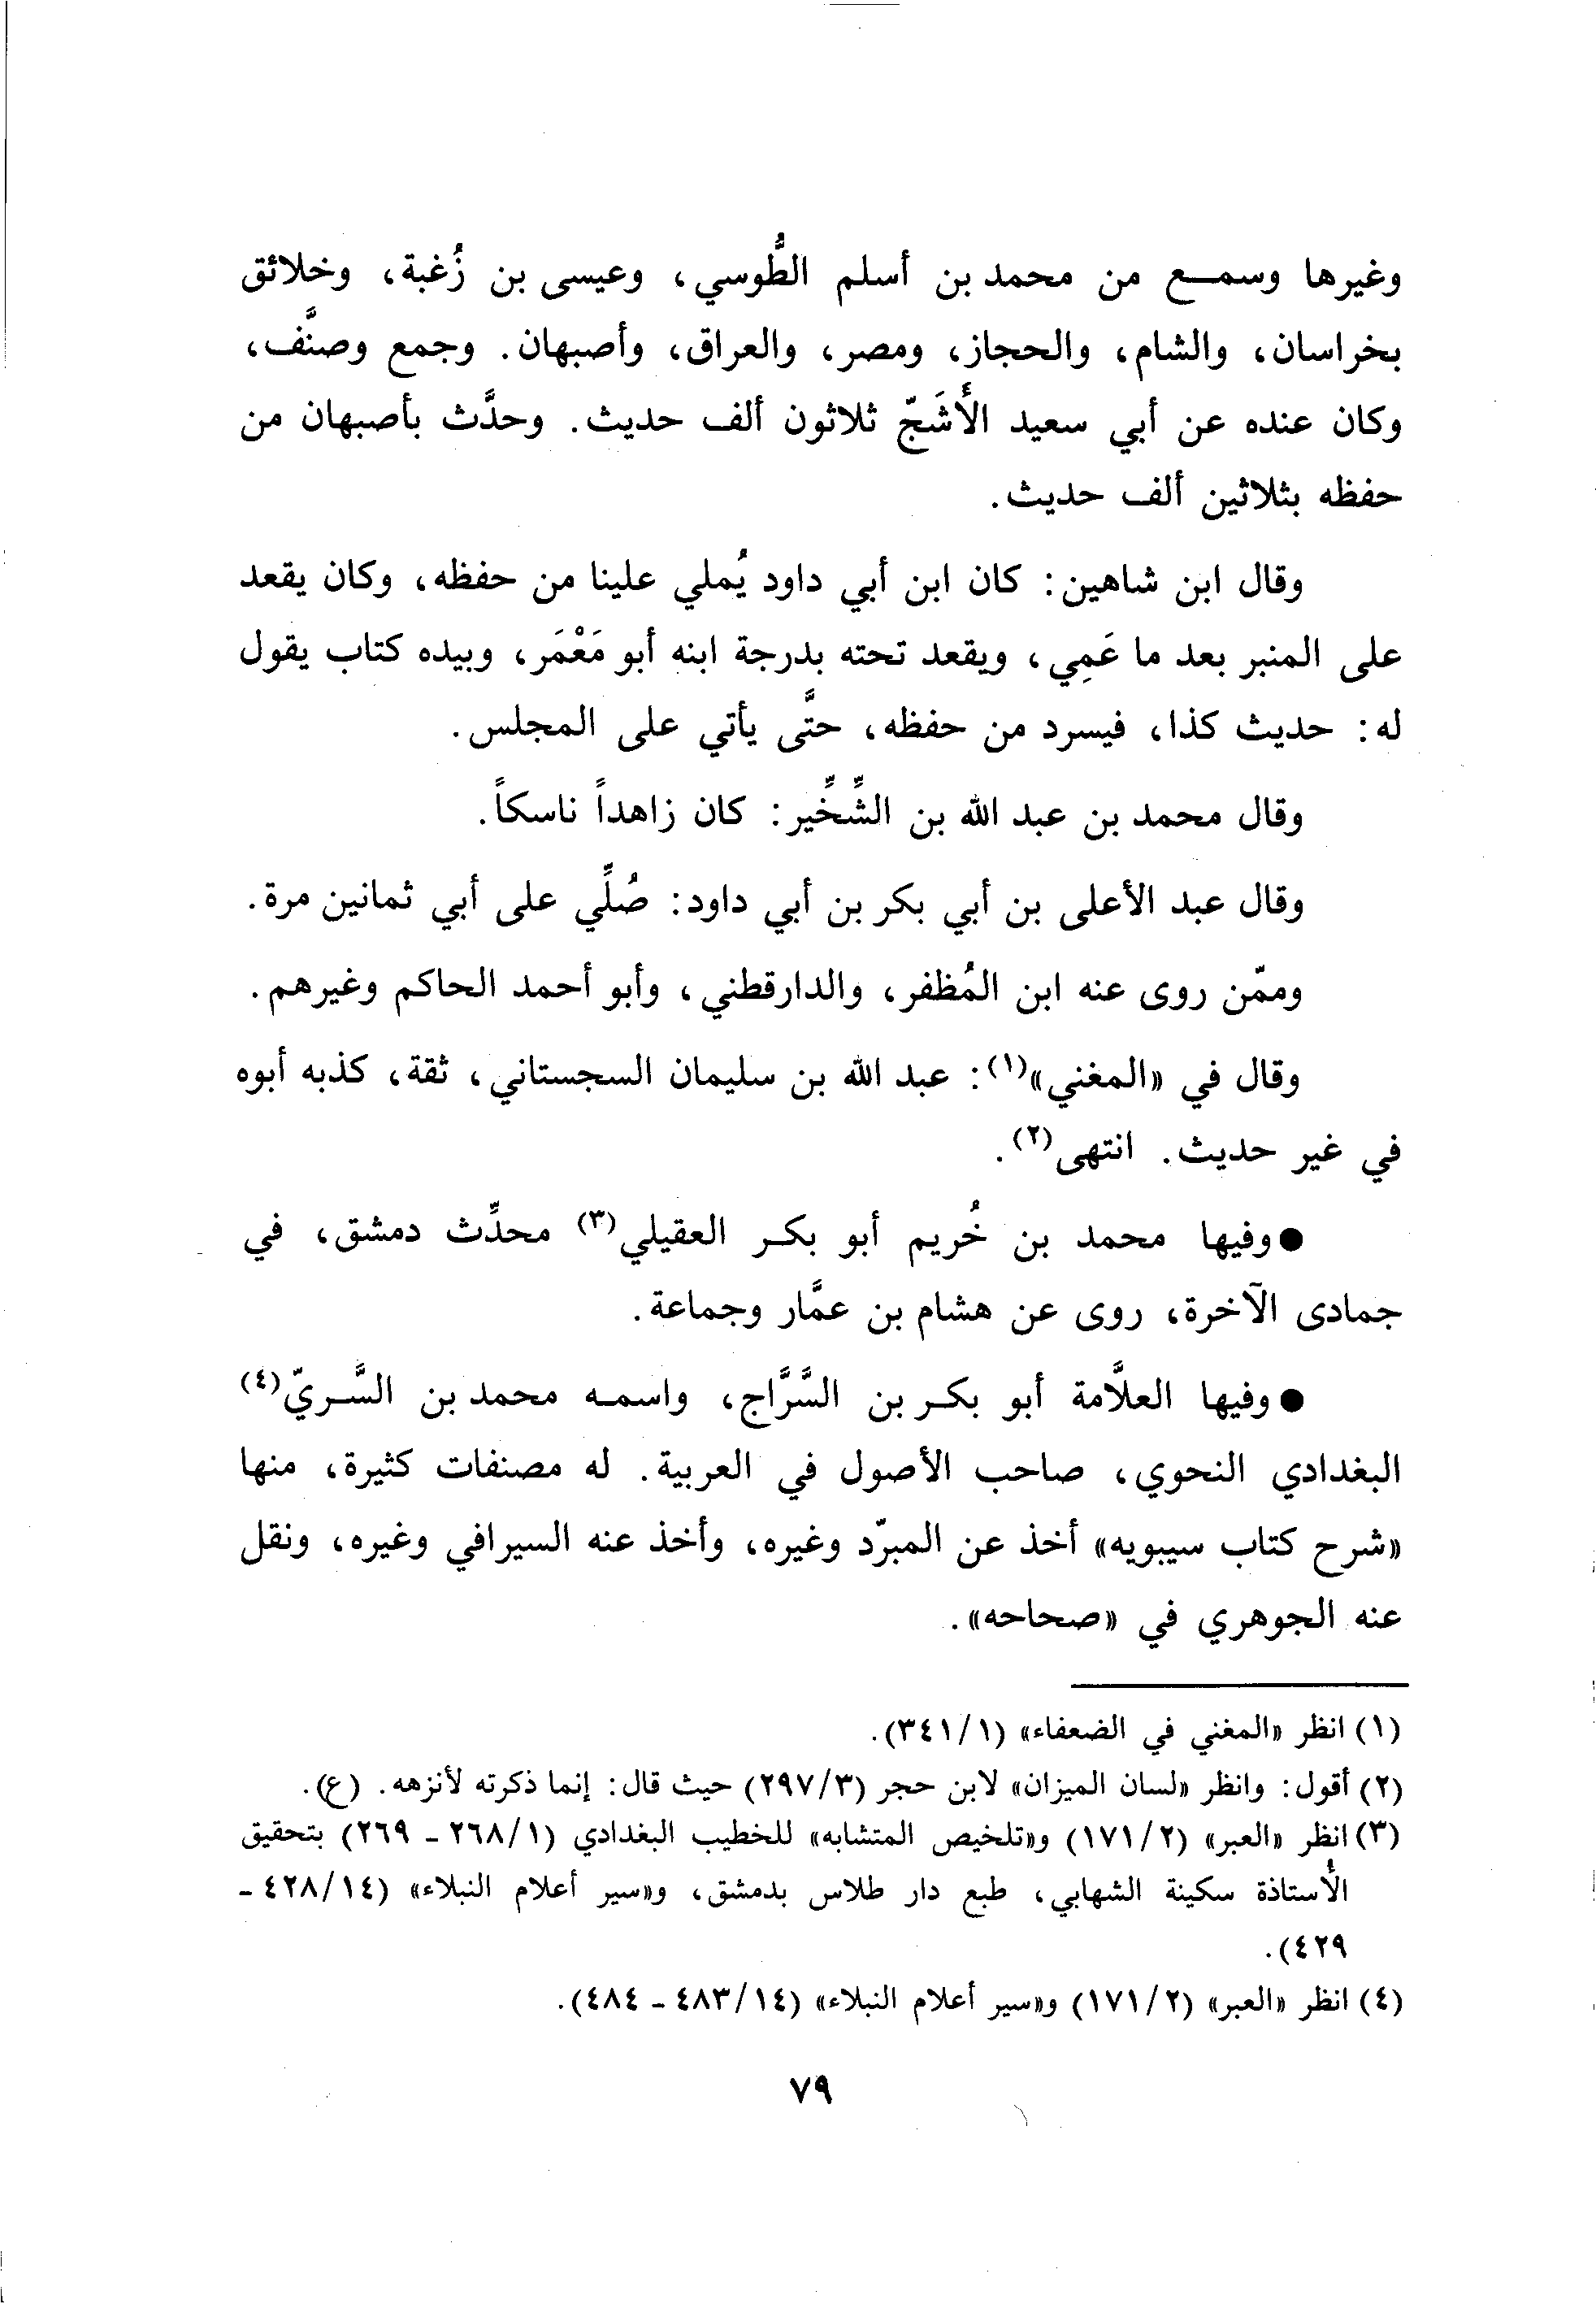 وغيرها وسمع من محمد بن أسلم الطُّوسي، وعيسى بن زُغبة، وخلائق
بخراسان، والشام، والحجاز، ومصر، والعراق، وأصبهان. وجمع وصنَّف،
وكان عنده عن أبي سعيد الأَشَجّ ثلاثون ألف حديث. وحدَّث بأصبهان من
حفظه بثلاثين ألف حديث.
وقال ابن شاهين: كان ابن أبي داود يُملي علينا من حفظه، وكان يقعد
على المنبر بعد ما عَمِي، ويقعد تحته بدرجة ابنه أبو مَعْمَر، وبيده كتاب يقول
له: حديث كذا، فيسرد من حفظه، حتَّى يأتي على المجلس.
وقال محمد بن عبد الله بن الشِّخِّير: كان زاهداً ناسكاً.
وقال عبد الأعلى بن أبي بكر بن أبي داود: صُلِّي على أبي ثمانين مرة.
وممّن روى عنه ابن المُظفر، والدارقطني، وأبو أحمد الحاكم وغيرهم.
وقال في «المغني»(١): عبد الله بن سليمان السجستاني، ثقة، كذبه أبوه
في غير حديث. انتهى(٢).
● وفيها محمد بن خُريم أبو بكر العقيلي(٣) محدِّث دمشق، في
جمادى الآخرة، روى عن هشام بن عمَّار وجماعة.
● وفيها العلاَّمة أبو بكر بن السَّرَّاج، واسمه محمد بن السَّريّ(٤)
البغدادي النحوي، صاحب الأصول في العربية. له مصنفات كثيرة، منها
«شرح كتاب سيبويه» أخذ عن المبرّد وغيره، وأخذ عنه السيرافي وغيره، ونقل
عنه الجوهري في «صحاحه».
(١) انظر «المغني في الضعفاء» (٣٤١/١).
(٢) أقول: وانظر «لسان الميزان» لابن حجر (٢٩٧/٣) حيث قال: إنما ذكرته لأنزهه. (ع).
(٣) انظر «العبر» (١٧١/٢) و«تلخيص المتشابه» للخطيب البغدادي (٢٦٨/١ - ٢٦٩) بتحقيق
الأُستاذة سكينة الشهابي، طبع دار طلاس بدمشق، و«سير أعلام النبلاء» (٤٢٨/١٤ -
٤٢٩).
(٤) انظر «العبر» (١٧١/٢) و«سير أعلام النبلاء» (٤٨٣/١٤ - ٤٨٤).
٧٩